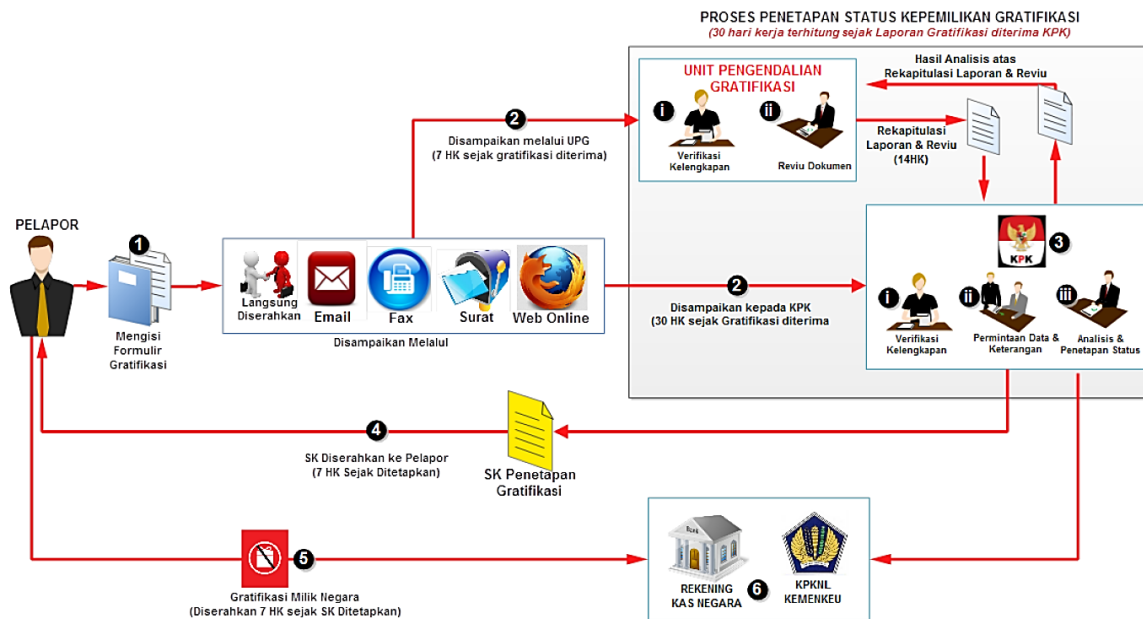 PROSES PENETAPAN STATUS KEPEMILIKAN GRATIFIKASI
(30 hari kerja terhitung sejak Laporan Gratifikasi diterima KPK)
UNIT PENGENDALIAN
GRATIFIKASI
i
Verifikasi
Kelengkapan
ii
Reviu Dokumen
Hasil Analisis atas
Rekapitulasi Laporan & Reviu
Rekapitulasi
Laporan & Reviu
(14HK)
2
Disampaikan melalui UPG
(7 HK sejak gratifikasi diterima)
PELAPOR
1
Mengisi
Formulir
Gratifikasi
Langsung
Diserahkan
Email
Fax
Surat
Web Online
Disampaikan Melalui
2
Disampaikan kepada KPK
(30 HK sejak Gratifikasi diterima
KPK
3
i
Verifikasi
Kelengkapan
ii
Permintaan Data &
Keterangan
iii
Analisis &
Penetapan Status
4
SK Diserahkan ke Pelapor
(7 HK Sejak Ditetapkan)
SK Penetapan
Gratifikasi
5
Gratifikasi Milik Negara
(Diserahkan 7 HK sejak SK Ditetapkan)
Bank
REKENING
KAS NEGARA
6
KPKNL
KEMENKEU